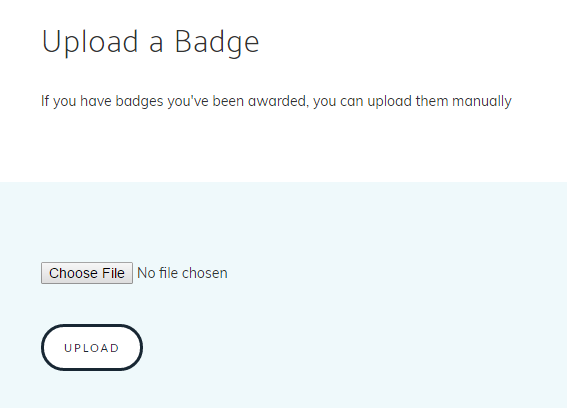 Upload a Badge
If you have badges you've been awarded, you can upload them manually
Choose File No file chosen
UPLOAD